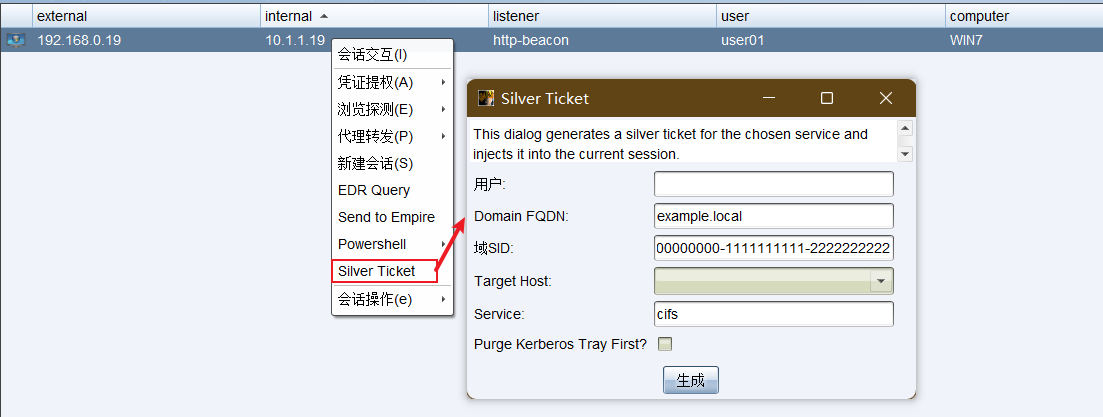 external internal listener user computer
192.168.0.19 10.1.1.19 http-beacon user01 WIN7
会话交互(I)
凭证提权(A)
浏览探测(E)
代理转发(P)
新建会话(S)
EDR Query
Send to Empire
Powershell
Silver Ticket
会话操作(e)
Silver Ticket
This dialog generates a silver ticket for the chosen service and
injects it into the current session.
用户:
Domain FQDN: example.local
域SID: 00000000-1111111111-2222222222
Target Host:
Service: cifs
Purge Kerberos Tray First?
生成